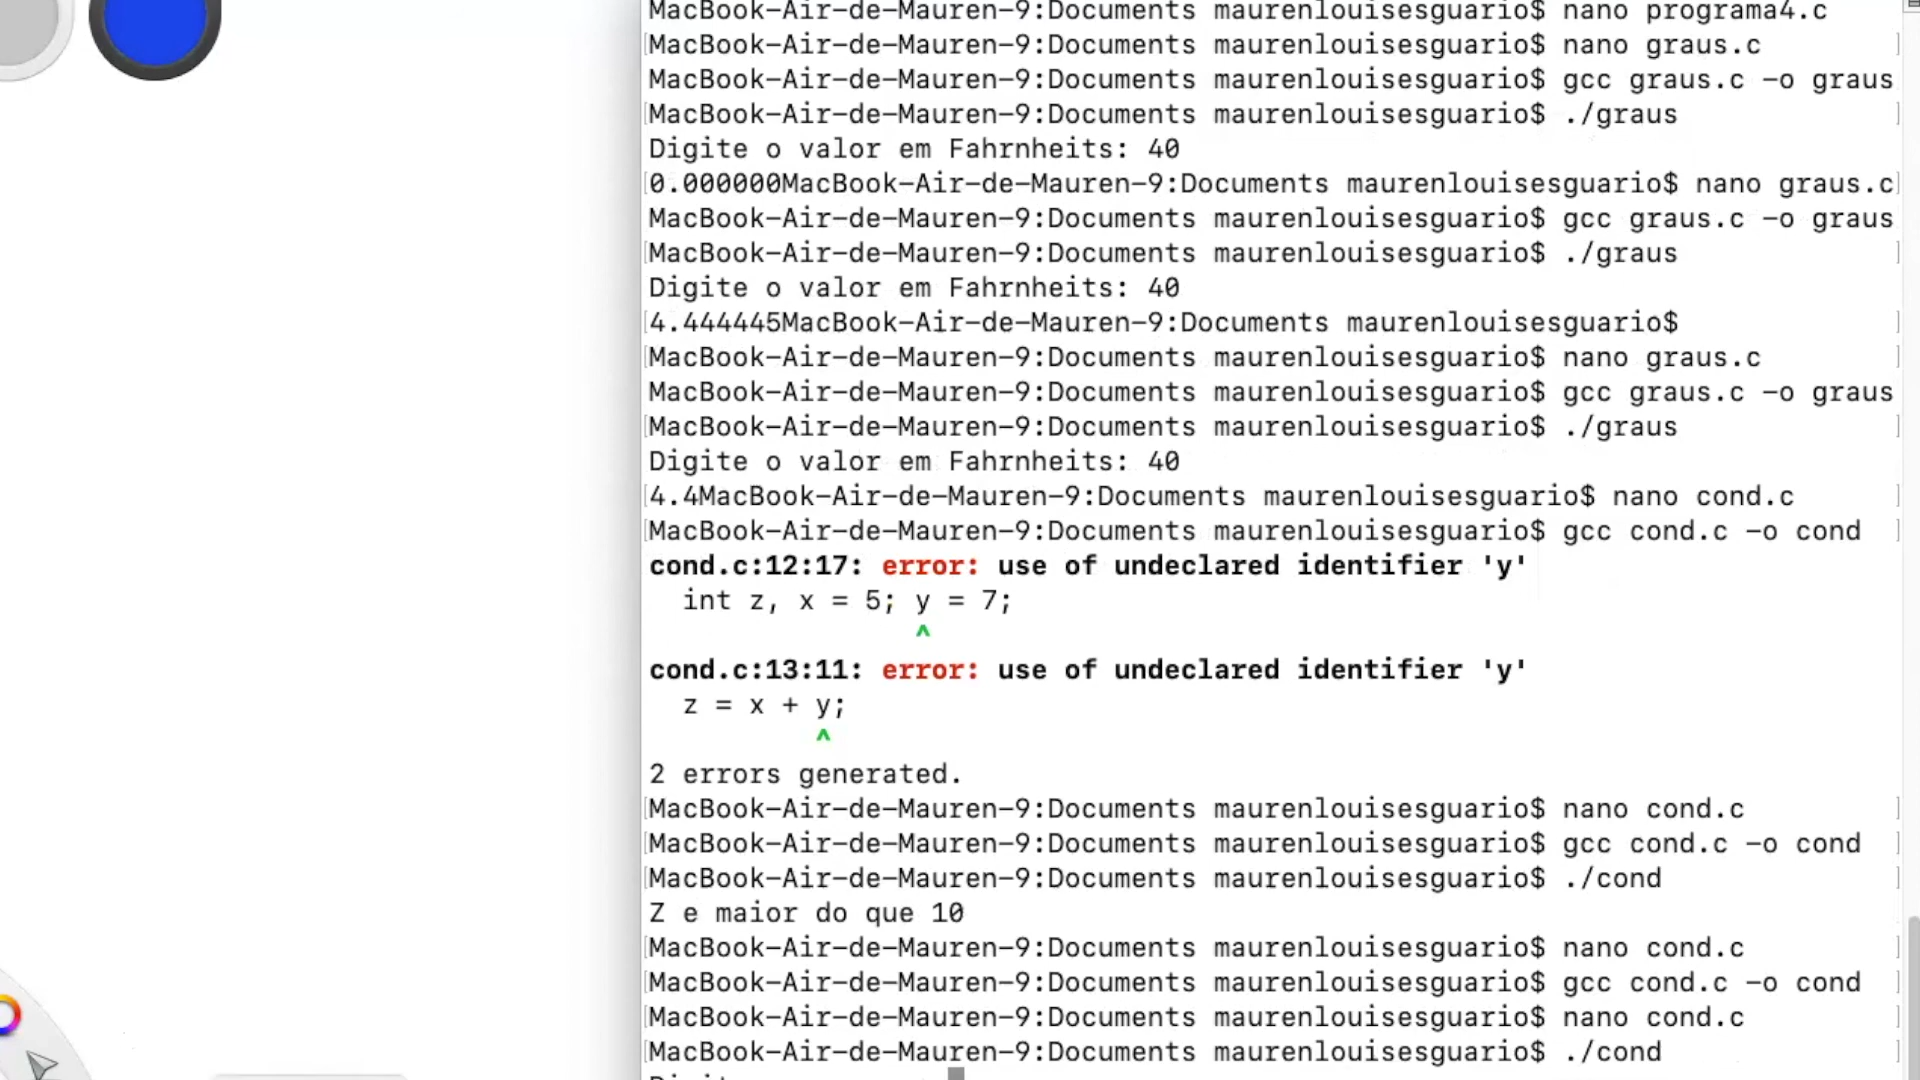 MacBook-Air-de-Mauren-9:Documents maurenlouisesguario$ nano programa4.c
MacBook-Air-de-Mauren-9:Documents maurenlouisesguario$ nano graus.c
MacBook-Air-de-Mauren-9:Documents maurenlouisesguario$ gcc graus.c -o graus
MacBook-Air-de-Mauren-9:Documents maurenlouisesguario$ ./graus
Digite o valor em Fahrnheits: 40
0.000000MacBook-Air-de-Mauren-9:Documents maurenlouisesguario$ nano graus.c
MacBook-Air-de-Mauren-9:Documents maurenlouisesguario$ gcc graus.c -o graus
MacBook-Air-de-Mauren-9:Documents maurenlouisesguario$ ./graus
Digite o valor em Fahrnheits: 40
4.444445MacBook-Air-de-Mauren-9:Documents maurenlouisesguario$
MacBook-Air-de-Mauren-9:Documents maurenlouisesguario$ nano graus.c
MacBook-Air-de-Mauren-9:Documents maurenlouisesguario$ gcc graus.c -o graus
MacBook-Air-de-Mauren-9:Documents maurenlouisesguario$ ./graus
Digite o valor em Fahrnheits: 40
4.4MacBook-Air-de-Mauren-9:Documents maurenlouisesguario$ nano cond.c
MacBook-Air-de-Mauren-9:Documents maurenlouisesguario$ gcc cond.c -o cond
cond.c:12:17: error: use of undeclared identifier 'y'
int z, x = 5; y = 7;
^
cond.c:13:11: error: use of undeclared identifier 'y'
z = x + y;
^
2 errors generated.
MacBook-Air-de-Mauren-9:Documents maurenlouisesguario$ nano cond.c
MacBook-Air-de-Mauren-9:Documents maurenlouisesguario$ gcc cond.c -o cond
MacBook-Air-de-Mauren-9:Documents maurenlouisesguario$ ./cond
Z e maior do que 10
MacBook-Air-de-Mauren-9:Documents maurenlouisesguario$ nano cond.c
MacBook-Air-de-Mauren-9:Documents maurenlouisesguario$ gcc cond.c -o cond
MacBook-Air-de-Mauren-9:Documents maurenlouisesguario$ nano cond.c
MacBook-Air-de-Mauren-9:Documents maurenlouisesguario$ ./cond